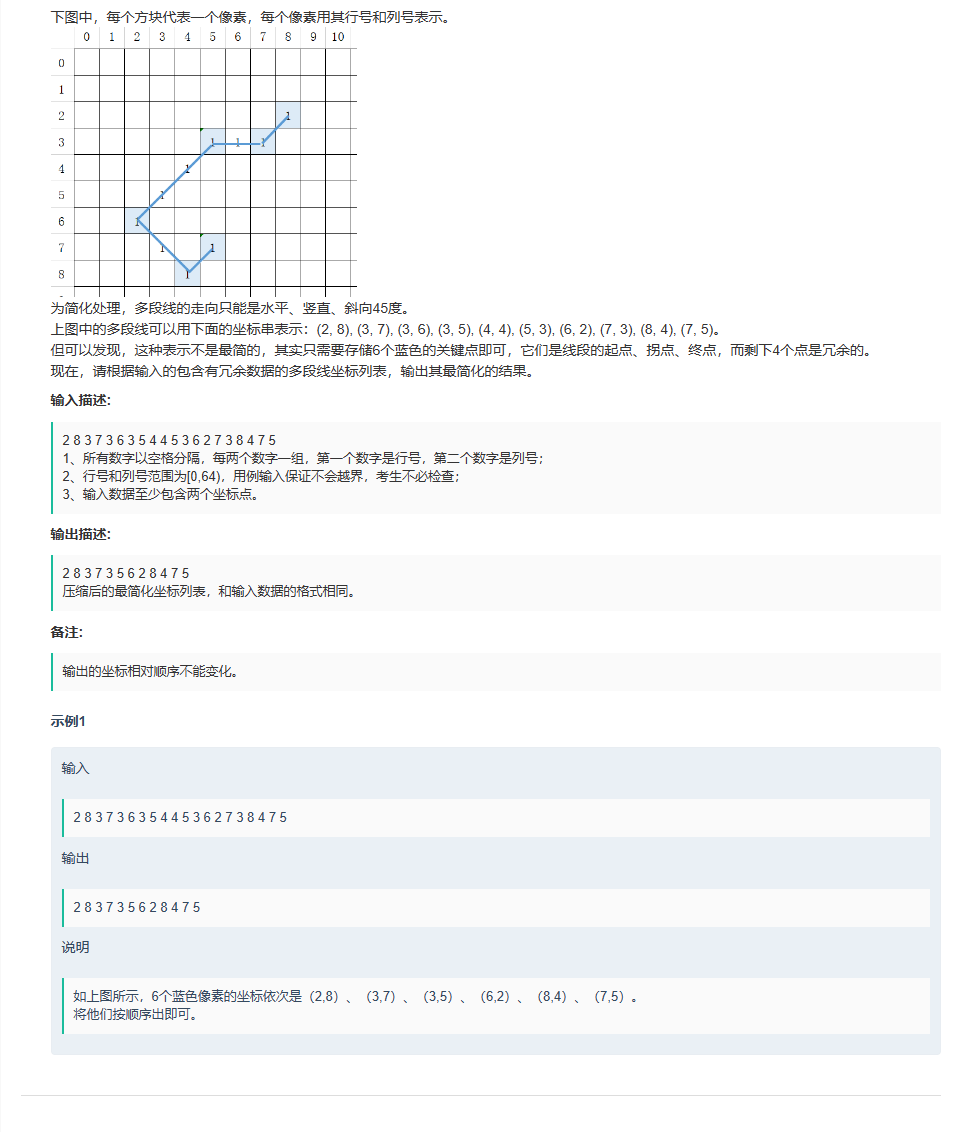 下图中，每个方块代表一个像素，每个像素用其行号和列号表示。
0 1 2 3 4 5 6 7 8 9 10
0
1
2 1
3 1 1 1
4 1
5 1
6 1
7 1 1
8 1
为简化处理，多段线的走向只能是水平、竖直、斜向45度。
上图中的多段线可以用下面的坐标串表示：(2, 8), (3, 7), (3, 6), (3, 5), (4, 4), (5, 3), (6, 2), (7, 3), (8, 4), (7, 5)。
但可以发现，这种表示不是最简的，其实只需要存储6个蓝色的关键点即可，它们是线段的起点、拐点、终点，而剩下4个点是冗余的。
现在，请根据输入的包含有冗余数据的多段线坐标列表，输出其最简化的结果。
输入描述:
2 8 3 7 3 6 3 5 4 4 5 3 6 2 7 3 8 4 7 5
1、所有数字以空格分隔，每两个数字一组，第一个数字是行号，第二个数字是列号；
2、行号和列号范围为[0,64)，用例输入保证不会越界，考生不必检查；
3、输入数据至少包含两个坐标点。
输出描述:
2 8 3 7 3 5 6 2 8 4 7 5
压缩后的最简化坐标列表，和输入数据的格式相同。
备注:
输出的坐标相对顺序不能变化。
示例1
输入
2 8 3 7 3 6 3 5 4 4 5 3 6 2 7 3 8 4 7 5
输出
2 8 3 7 3 5 6 2 8 4 7 5
说明
如上图所示，6个蓝色像素的坐标依次是（2,8）、（3,7）、（3,5）、（6,2）、（8,4）、（7,5）。
将他们按顺序出即可。